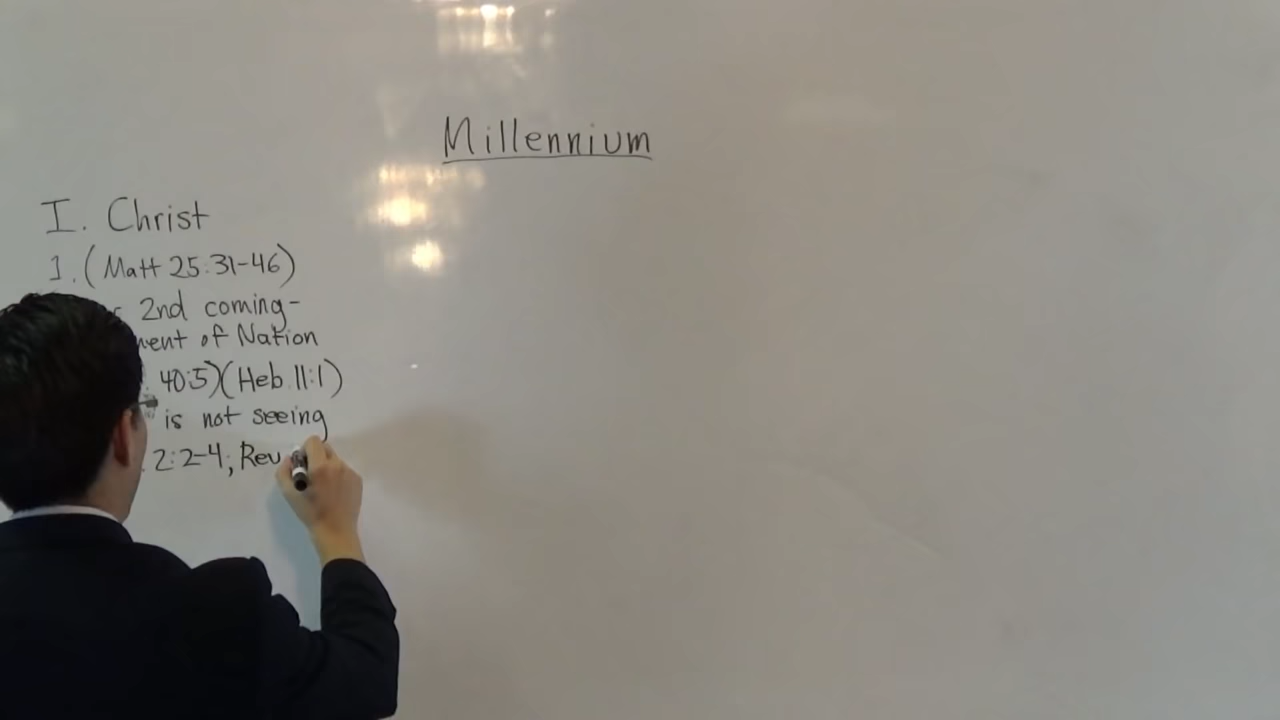 Millennium
I. Christ
1. (Matt 25:31-46)
2nd coming-
of Nation
40:5)(Heb. 11:1)
is not seeing
2:2-4; Rev